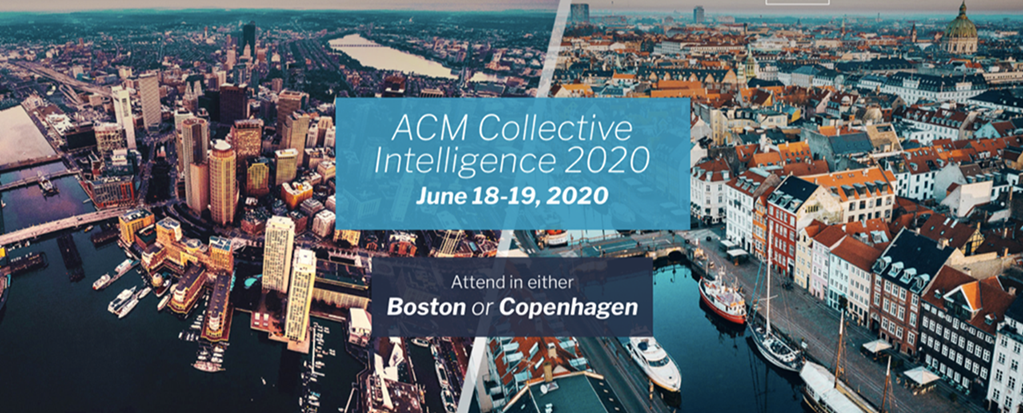 ACM Collective
Intelligence 2020
June 18-19, 2020
Attend in either
Boston or Copenhagen